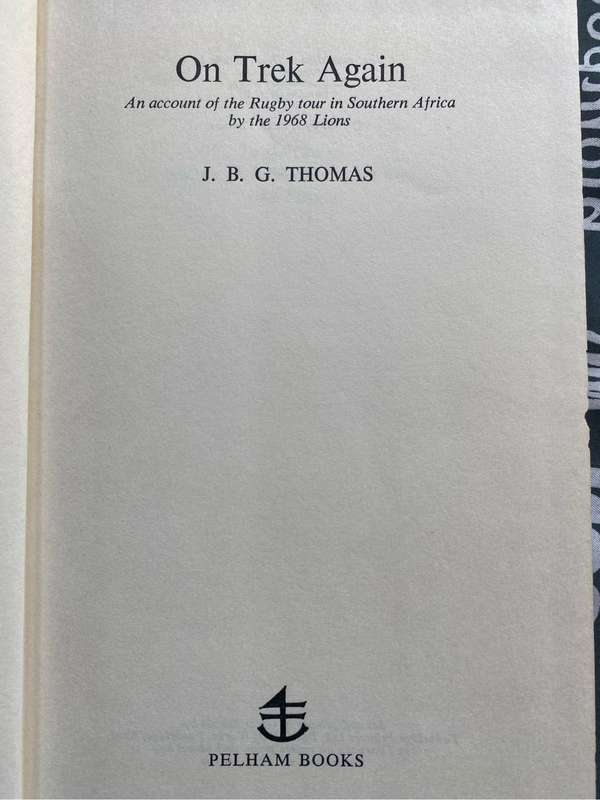 On Trek Again
An account of the Rugby tour in Southern Africa
by the 1968 Lions
J. B. G. THOMAS
PELHAM BOOKS